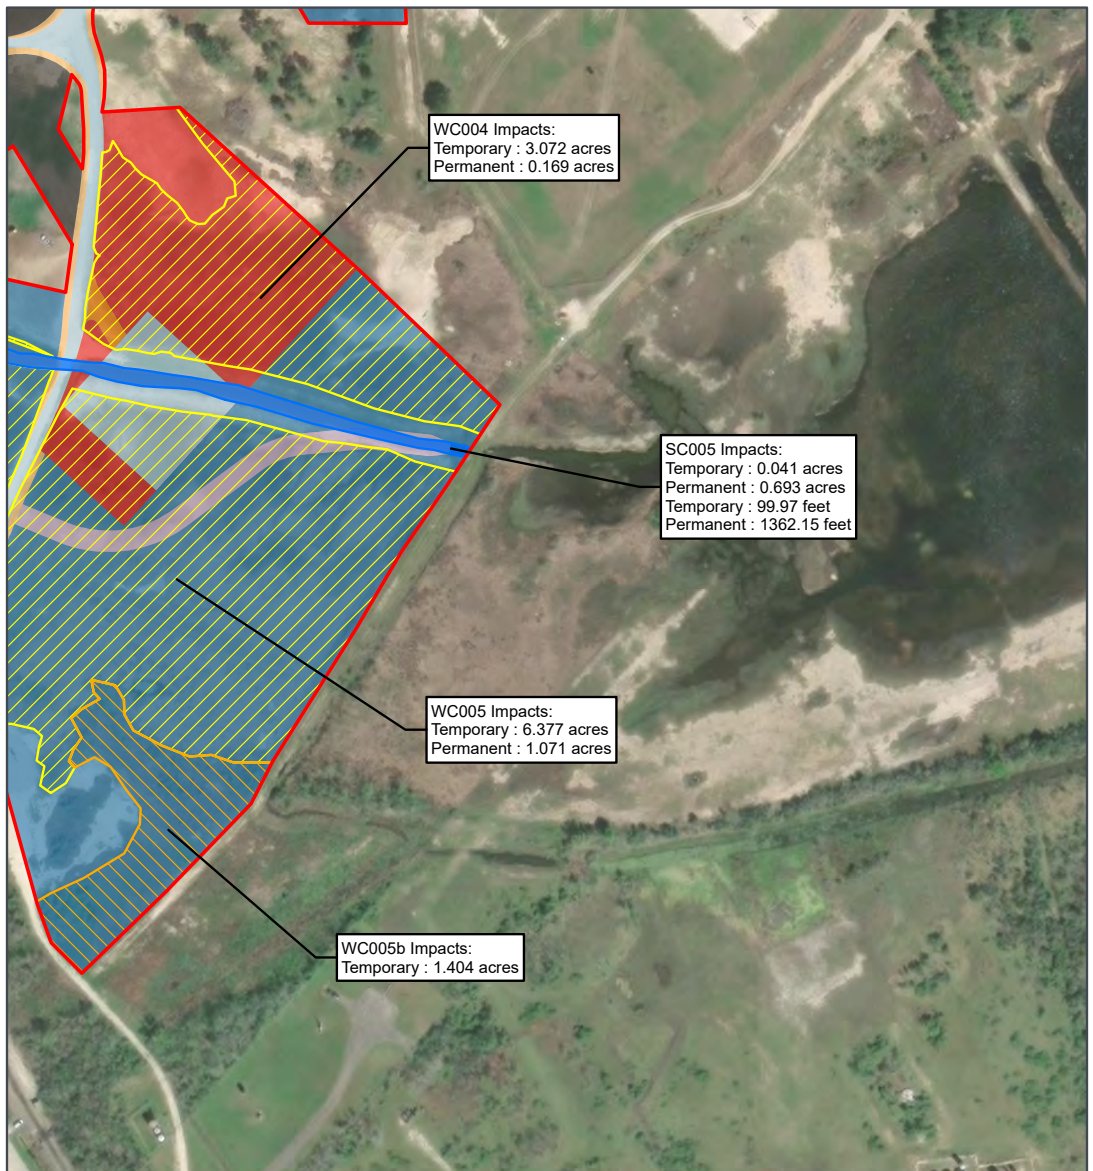 WC004 Impacts:
Temporary : 3.072 acres
Permanent : 0.169 acres
SC005 Impacts:
Temporary : 0.041 acres
Permanent : 0.693 acres
Temporary : 99.97 feet
Permanent : 1362.15 feet
WC005 Impacts:
Temporary : 6.377 acres
Permanent : 1.071 acres
WC005b Impacts:
Temporary : 1.404 acres